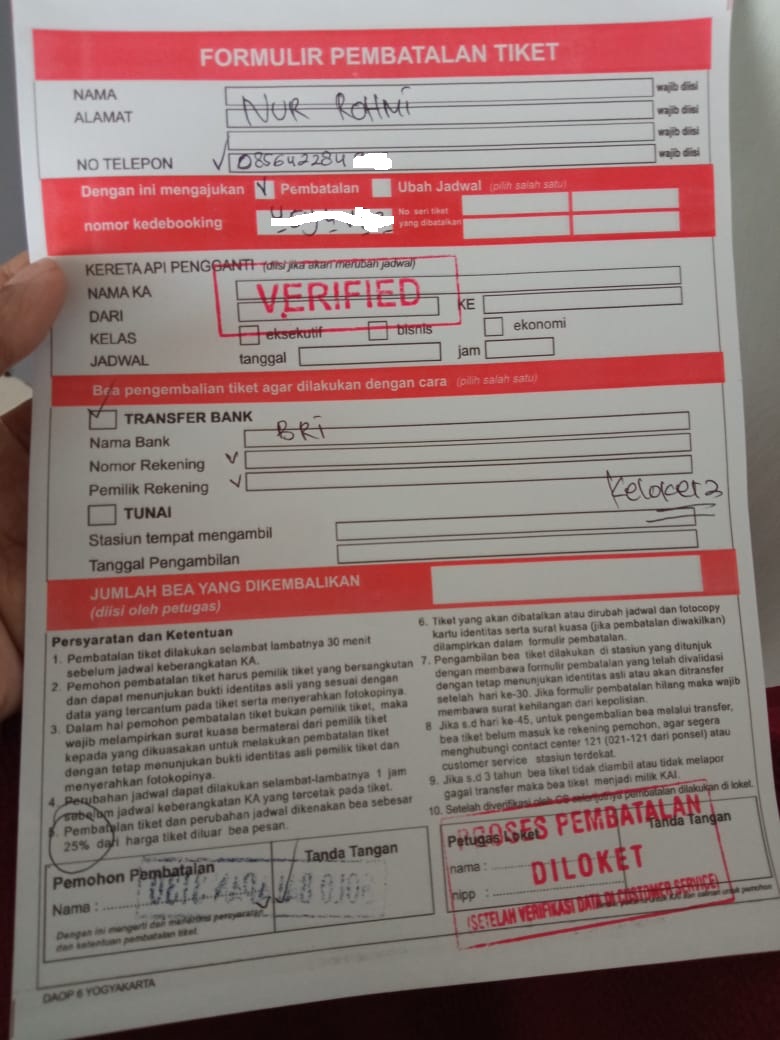 FORMULIR PEMBATALAN TIKET
NAMA NUR ROHMI wajib diisi
ALAMAT wajib diisi
wajib diisi
NO TELEPON 085642284 wajib diisi
Dengan ini mengajukan Pembatalan Ubah Jadwal (pilih salah satu)
nomor kedebooking No seri tiket
yang dibatalkan
KERETA API PENGGANTI (diisi jika akan merubah jadwal)
NAMA KA
VERIFIED
DARI KE
KELAS eksekutif bisnis ekonomi
JADWAL tanggal jam
Bea pengembalian tiket agar dilakukan dengan cara (pilih salah satu)
TRANSFER BANK
Nama Bank BRI
Nomor Rekening
Pemilik Rekening
TUNAI
Stasiun tempat mengambil
Tanggal Pengambilan
JUMLAH BEA YANG DIKEMBALIKAN
(diisi oleh petugas)
Persyaratan dan Ketentuan
1. Pembatalan tiket dilakukan selambat lambatnya 30 menit
sebelum jadwal keberangkatan KA.
2. Pemohon pembatalan tiket harus pemilik tiket yang bersangkutan
dan dapat menunjukan bukti identitas asli yang sesuai dengan
data yang tercantum pada tiket serta menyerahkan fotokopinya.
3. Dalam hal pemohon pembatalan tiket bukan pemilik tiket, maka
wajib melampirkan surat kuasa bermaterai dari pemilik tiket
kepada yang dikuasakan untuk melakukan pembatalan tiket
dengan tetap menunjukan bukti identitas asli pemilik tiket dan
menyerahkan fotokopinya.
4. Perubahan jadwal dapat dilakukan selambat-lambatnya 1 jam
sebelum jadwal keberangkatan KA yang tercetak pada tiket.
5. Pembatalan tiket dan perubahan jadwal dikenakan bea sebesar
25% dari harga tiket diluar bea pesan.
6. Tiket yang akan dibatalkan atau dirubah jadwal dan fotocopy
kartu identitas serta surat kuasa (jika pembatalan diwakilkan)
dilampirkan dalam formulir pembatalan.
7. Pengambilan bea tiket dilakukan di stasiun yang ditunjuk
dengan membawa formulir pembatalan yang telah divalidasi
dengan tetap menunjukan identitas asli atau akan ditransfer
setelah hari ke-30. Jika formulir pembatalan hilang maka wajib
membawa surat kehilangan dari kepolisian.
8 Jika s.d hari ke-45, untuk pengembalian bea melalui transfer,
bea tiket belum masuk ke rekening pemohon, agar segera
menghubungi contact center 121 (021-121 dari ponsel) atau
customer service stasiun terdekat.
9. Jika s.d 3 tahun bea tiket tidak diambil atau tidak melapor
gagal transfer maka bea tiket menjadi milik KAI.
10. Setelah diverifikasi oleh CS selanjutnya pembatalan dilakukan di loket.
Pemohon Pembatalan Tanda Tangan
Nama :
Dengan ini mengerti dan menerima persyaratan
dan ketentuan pembatalan tiket.
Petugas Loket Tanda Tangan
nama :
nipp :
PROSES PEMBATALAN
DILOKET
(SETELAH VERIFIKASI DATA DI CUSTOMER SERVICE)
DAOP 6 YOGYAKARTA